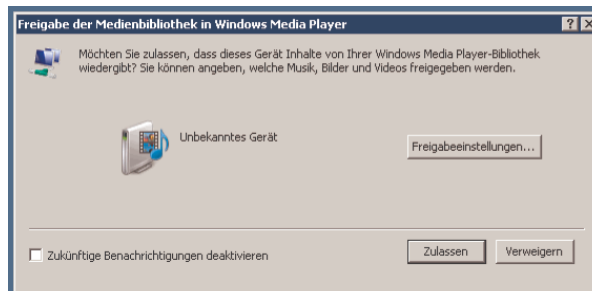 Freigabe der Medienbibliothek in Windows Media Player
Möchten Sie zulassen, dass dieses Gerät Inhalte von Ihrer Windows Media Player-Bibliothek
wiedergibt? Sie können angeben, welche Musik, Bilder und Videos freigegeben werden.
Unbekanntes Gerät
Freigabeeinstellungen...
Zukünftige Benachrichtigungen deaktivieren
Zulassen
Verweigern